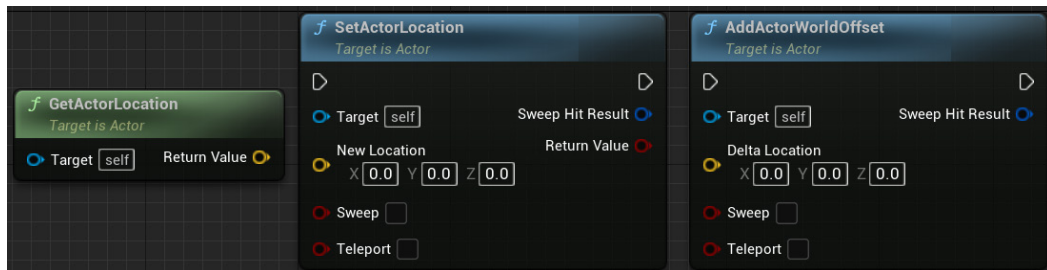 f GetActorLocation
Target is Actor
Target self Return Value
f SetActorLocation
Target is Actor
Target self Sweep Hit Result
New Location Return Value
X 0.0 Y 0.0 Z 0.0
Sweep
Teleport
f AddActorWorldOffset
Target is Actor
Target self Sweep Hit Result
Delta Location
X 0.0 Y 0.0 Z 0.0
Sweep
Teleport